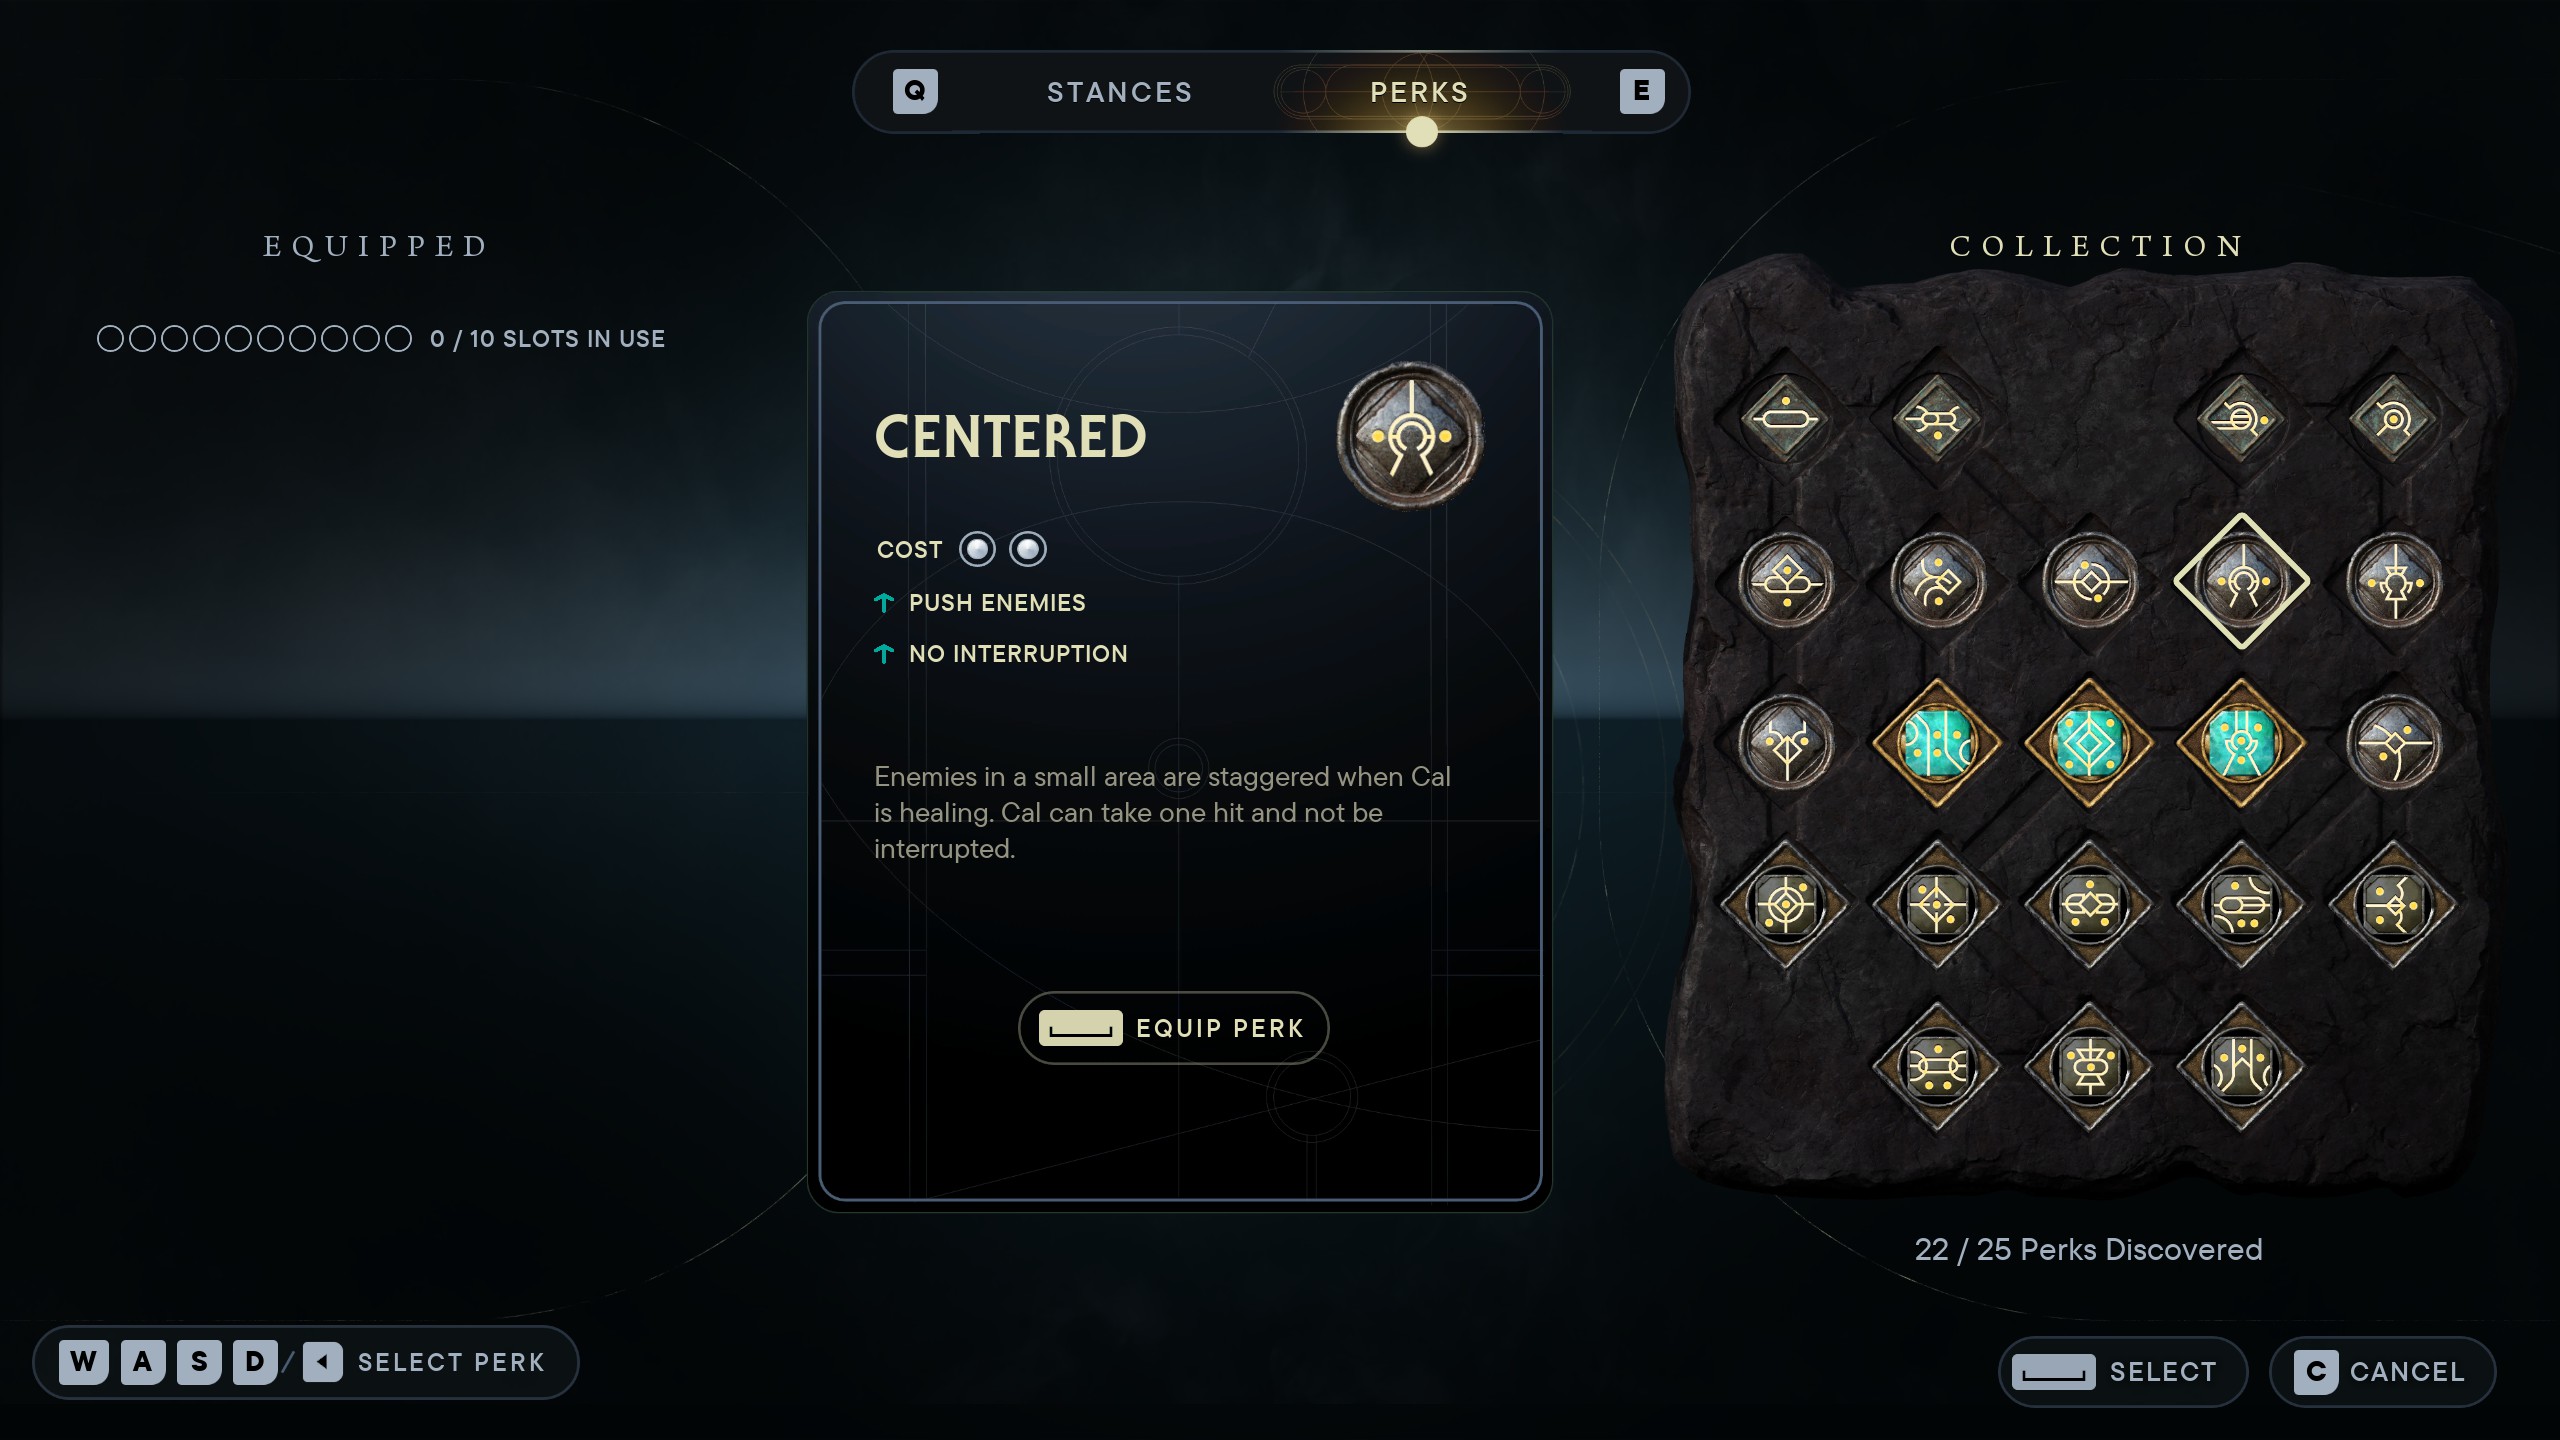 Q STANCES PERKS E
EQUIPPED
0 / 10 SLOTS IN USE
CENTERED
COST
PUSH ENEMIES
NO INTERRUPTION
Enemies in a small area are staggered when Cal
is healing. Cal can take one hit and not be
interrupted.
EQUIP PERK
COLLECTION
22 / 25 Perks Discovered
W A S D / SELECT PERK
SELECT
C CANCEL